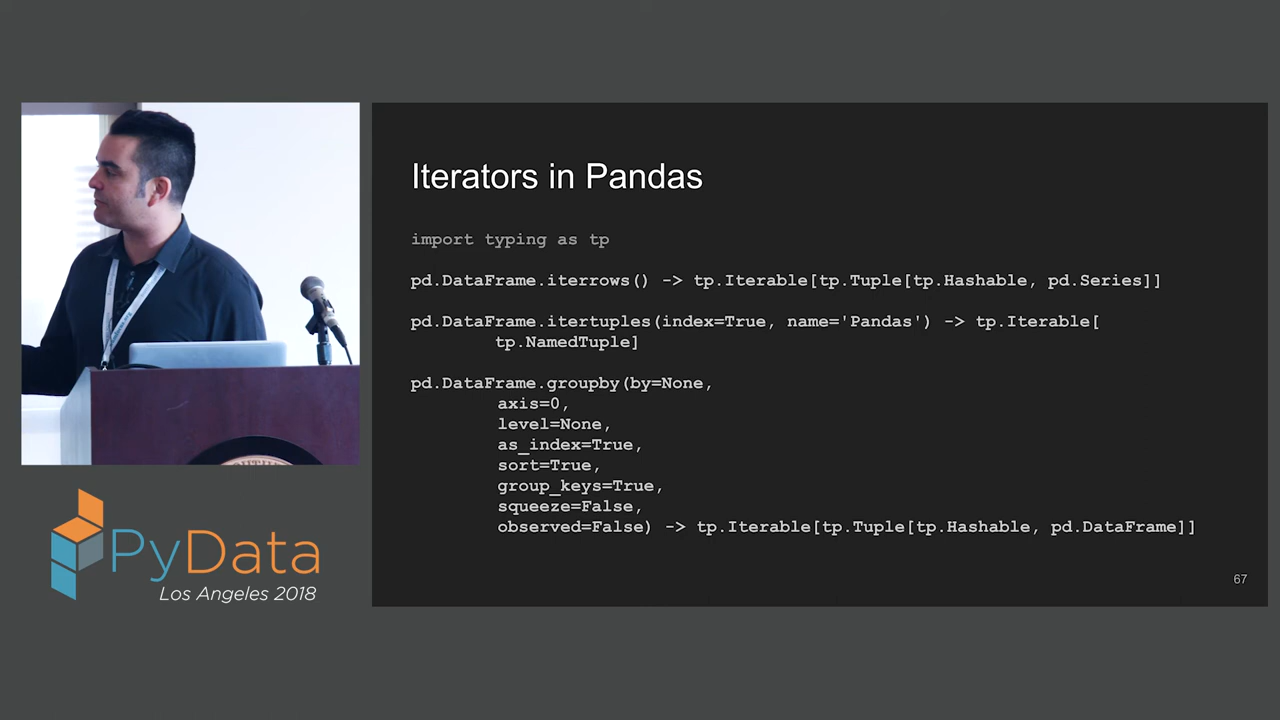 Iterators in Pandas
import typing as tp
pd.DataFrame.iterrows() -> tp.Iterable[tp.Tuple[tp.Hashable, pd.Series]]
pd.DataFrame.itertuples(index=True, name='Pandas') -> tp.Iterable[
tp.NamedTuple]
pd.DataFrame.groupby(by=None,
axis=0,
level=None,
as_index=True,
sort=True,
group_keys=True,
squeeze=False,
observed=False) -> tp.Iterable[tp.Tuple[tp.Hashable, pd.DataFrame]]
67
PyData
Los Angeles 2018